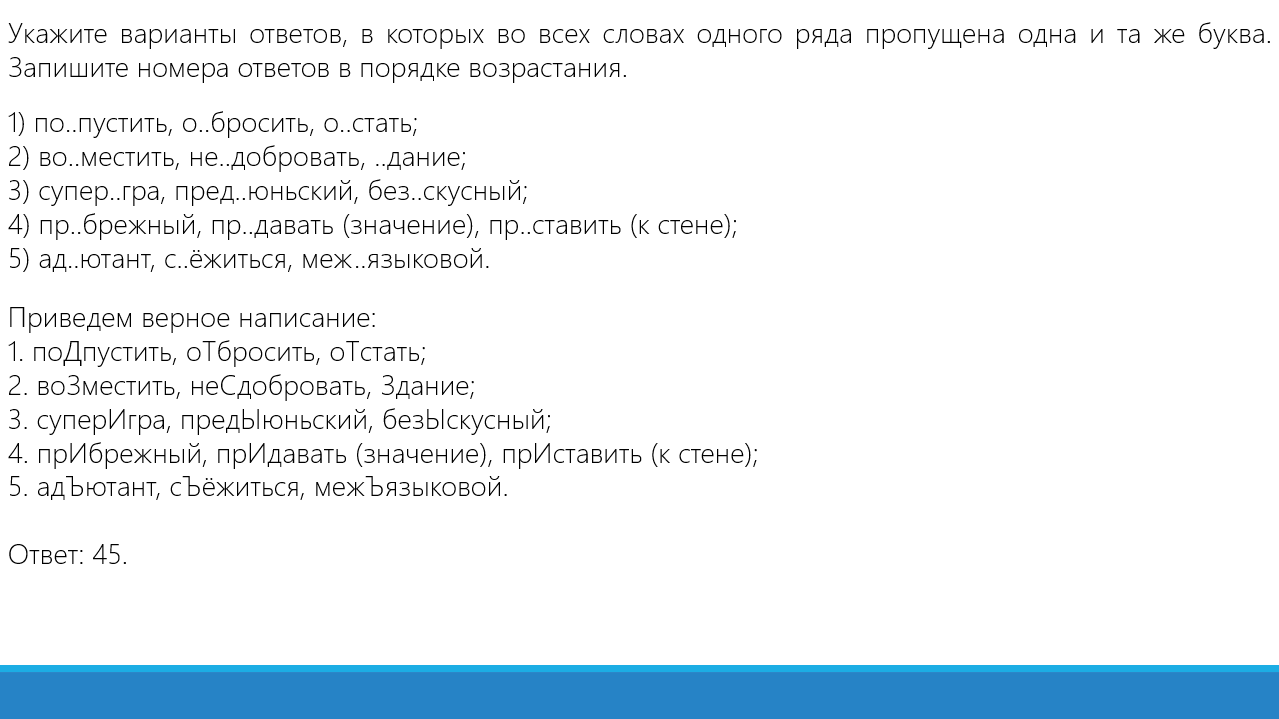 Укажите варианты ответов, в которых во всех словах одного ряда пропущена одна и та же буква.
Запишите номера ответов в порядке возрастания.
1) по..пустить, о..бросить, о..стать;
2) во..местить, не..добровать, ..дание;
3) супер..гра, пред..юньский, без..скусный;
4) пр..брежный, пр..давать (значение), пр..ставить (к стене);
5) ад..ютант, с..ёжиться, меж..языковой.
Приведем верное написание:
1. поДпустить, оТбросить, оТстать;
2. воЗместить, неСдобровать, Здание;
3. суперИгра, предЫюньский, безЫскусный;
4. прИбрежный, прИдавать (значение), прИставить (к стене);
5. адЪютант, сЪёжиться, межЪязыковой.
Ответ: 45.